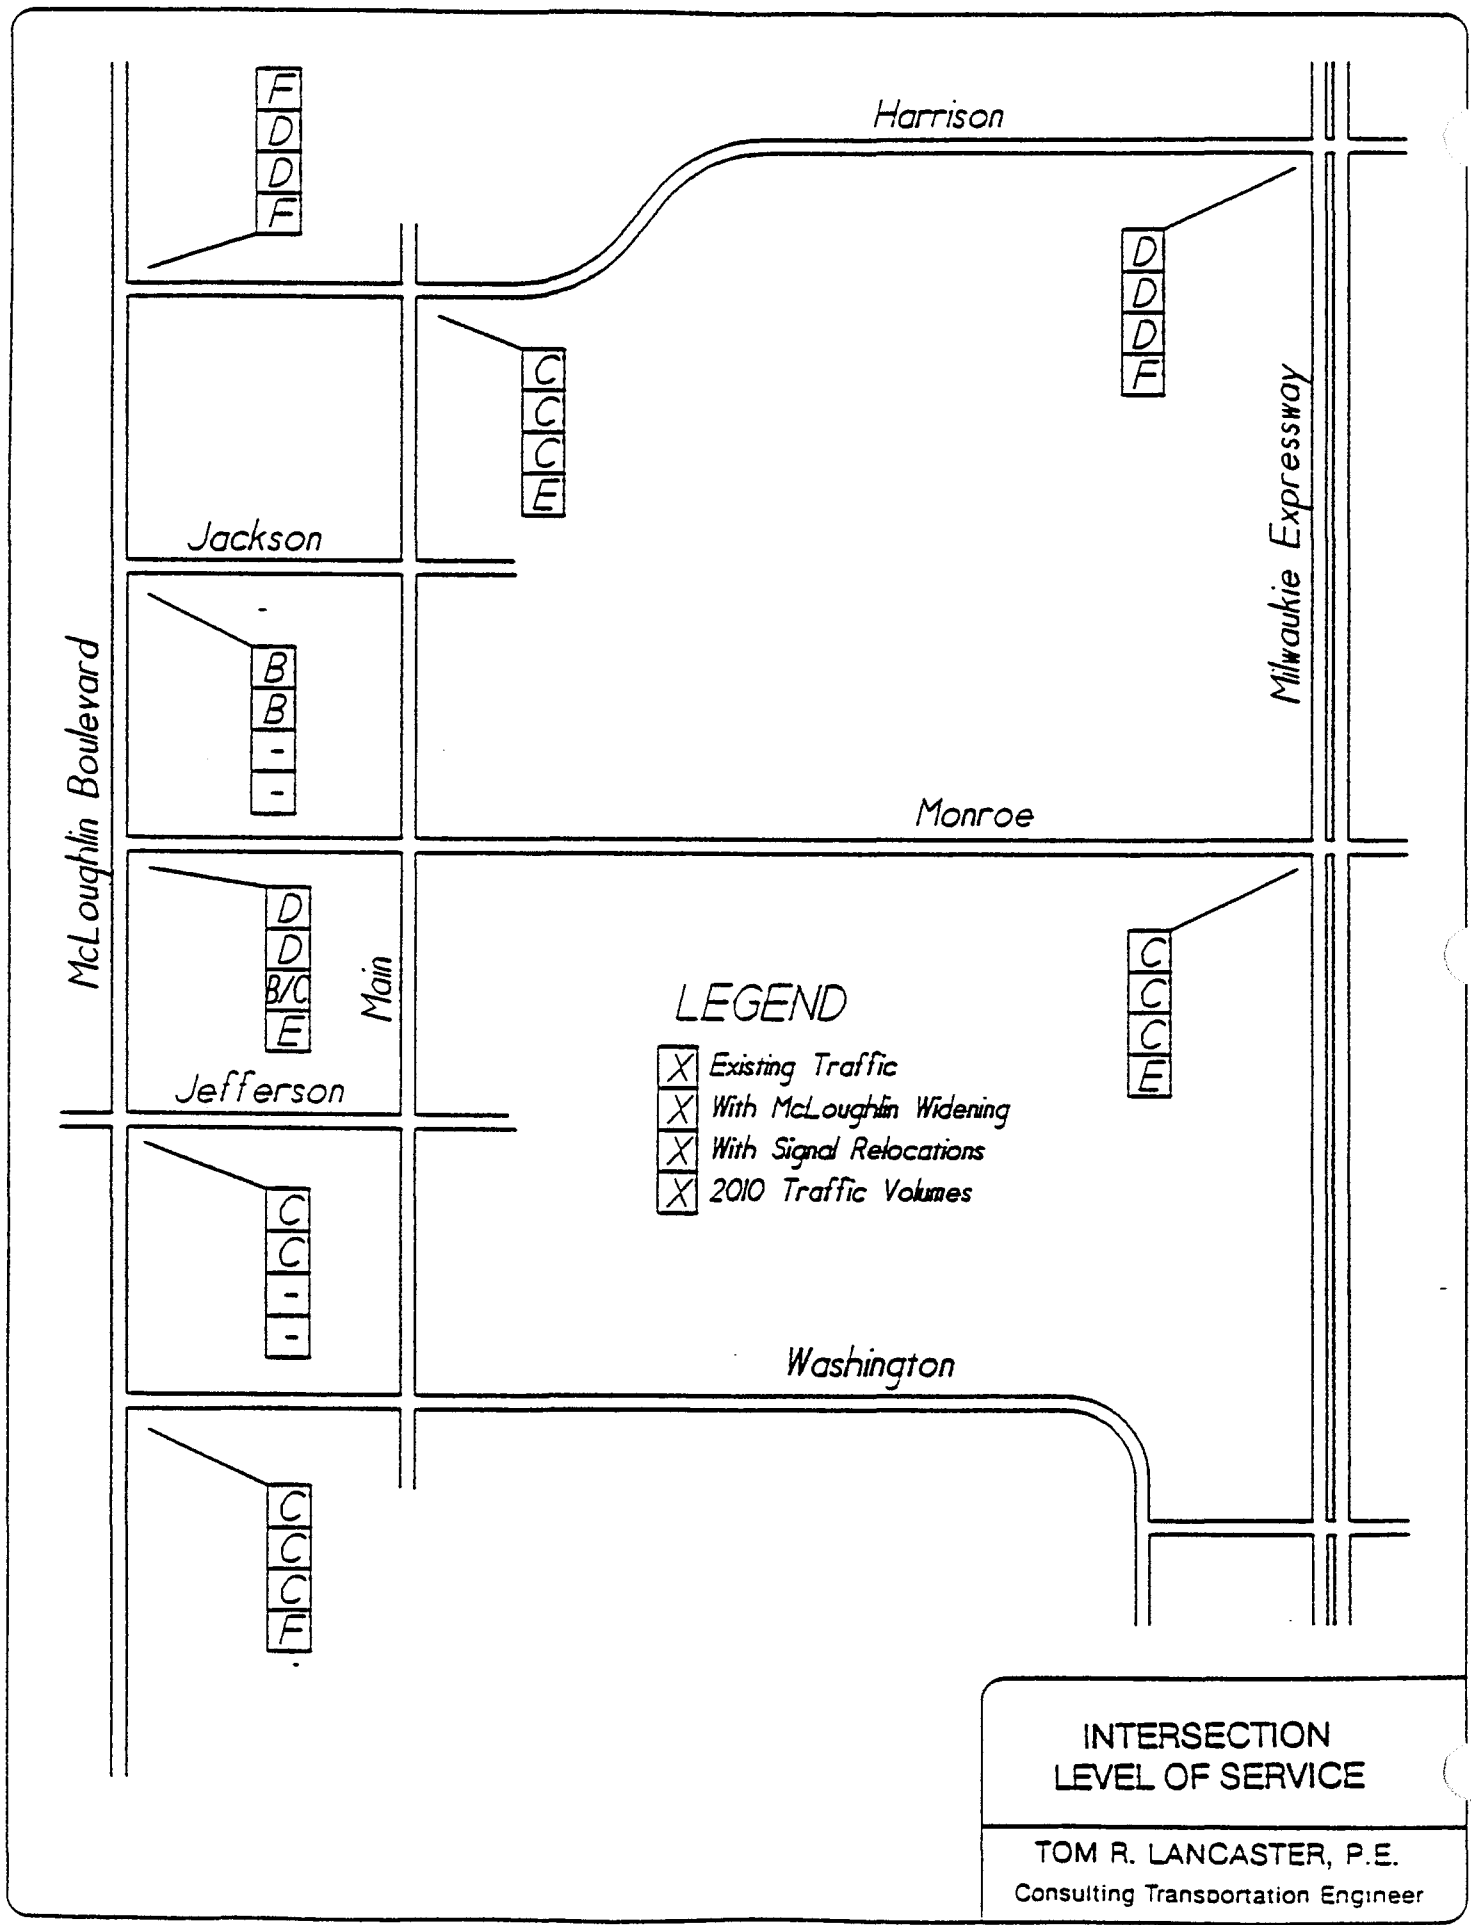 F
D
D
F
Harrison
D
D
D
F
C
C
C
E
Jackson
Milwaukie Expressway
McLoughlin Boulevard
B
B
-
-
Monroe
D
D
B/C
E
Main
C
C
C
E
LEGEND
X Existing Traffic
X With McLoughlin Widening
X With Signal Relocations
X 2010 Traffic Volumes
Jefferson
C
C
-
-
Washington
C
C
C
F
INTERSECTION
LEVEL OF SERVICE
TOM R. LANCASTER, P.E.
Consulting Transportation Engineer